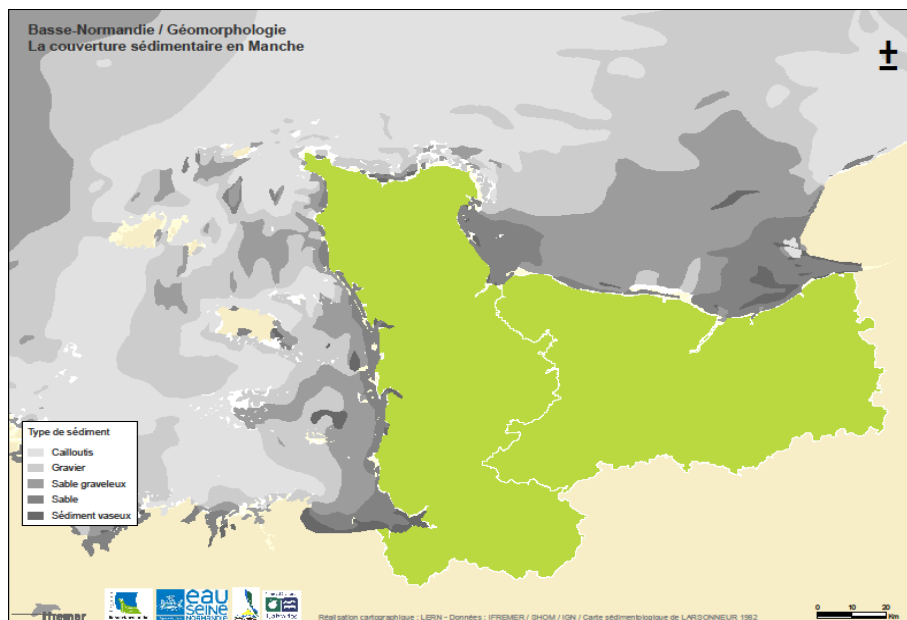 Basse-Normandie / Géomorphologie
La couverture sédimentaire en Manche
Type de sédiment
Cailloutis
Gravier
Sable graveleux
Sable
Sédiment vaseux
Ifremer
eau
SEINE
NORMANDIE
Réalisation cartographique : LERN - Données : IFREMER / SHOM / IGN / Carte sédimentologique de LARSONNEUR 1982
0 10 20
Km